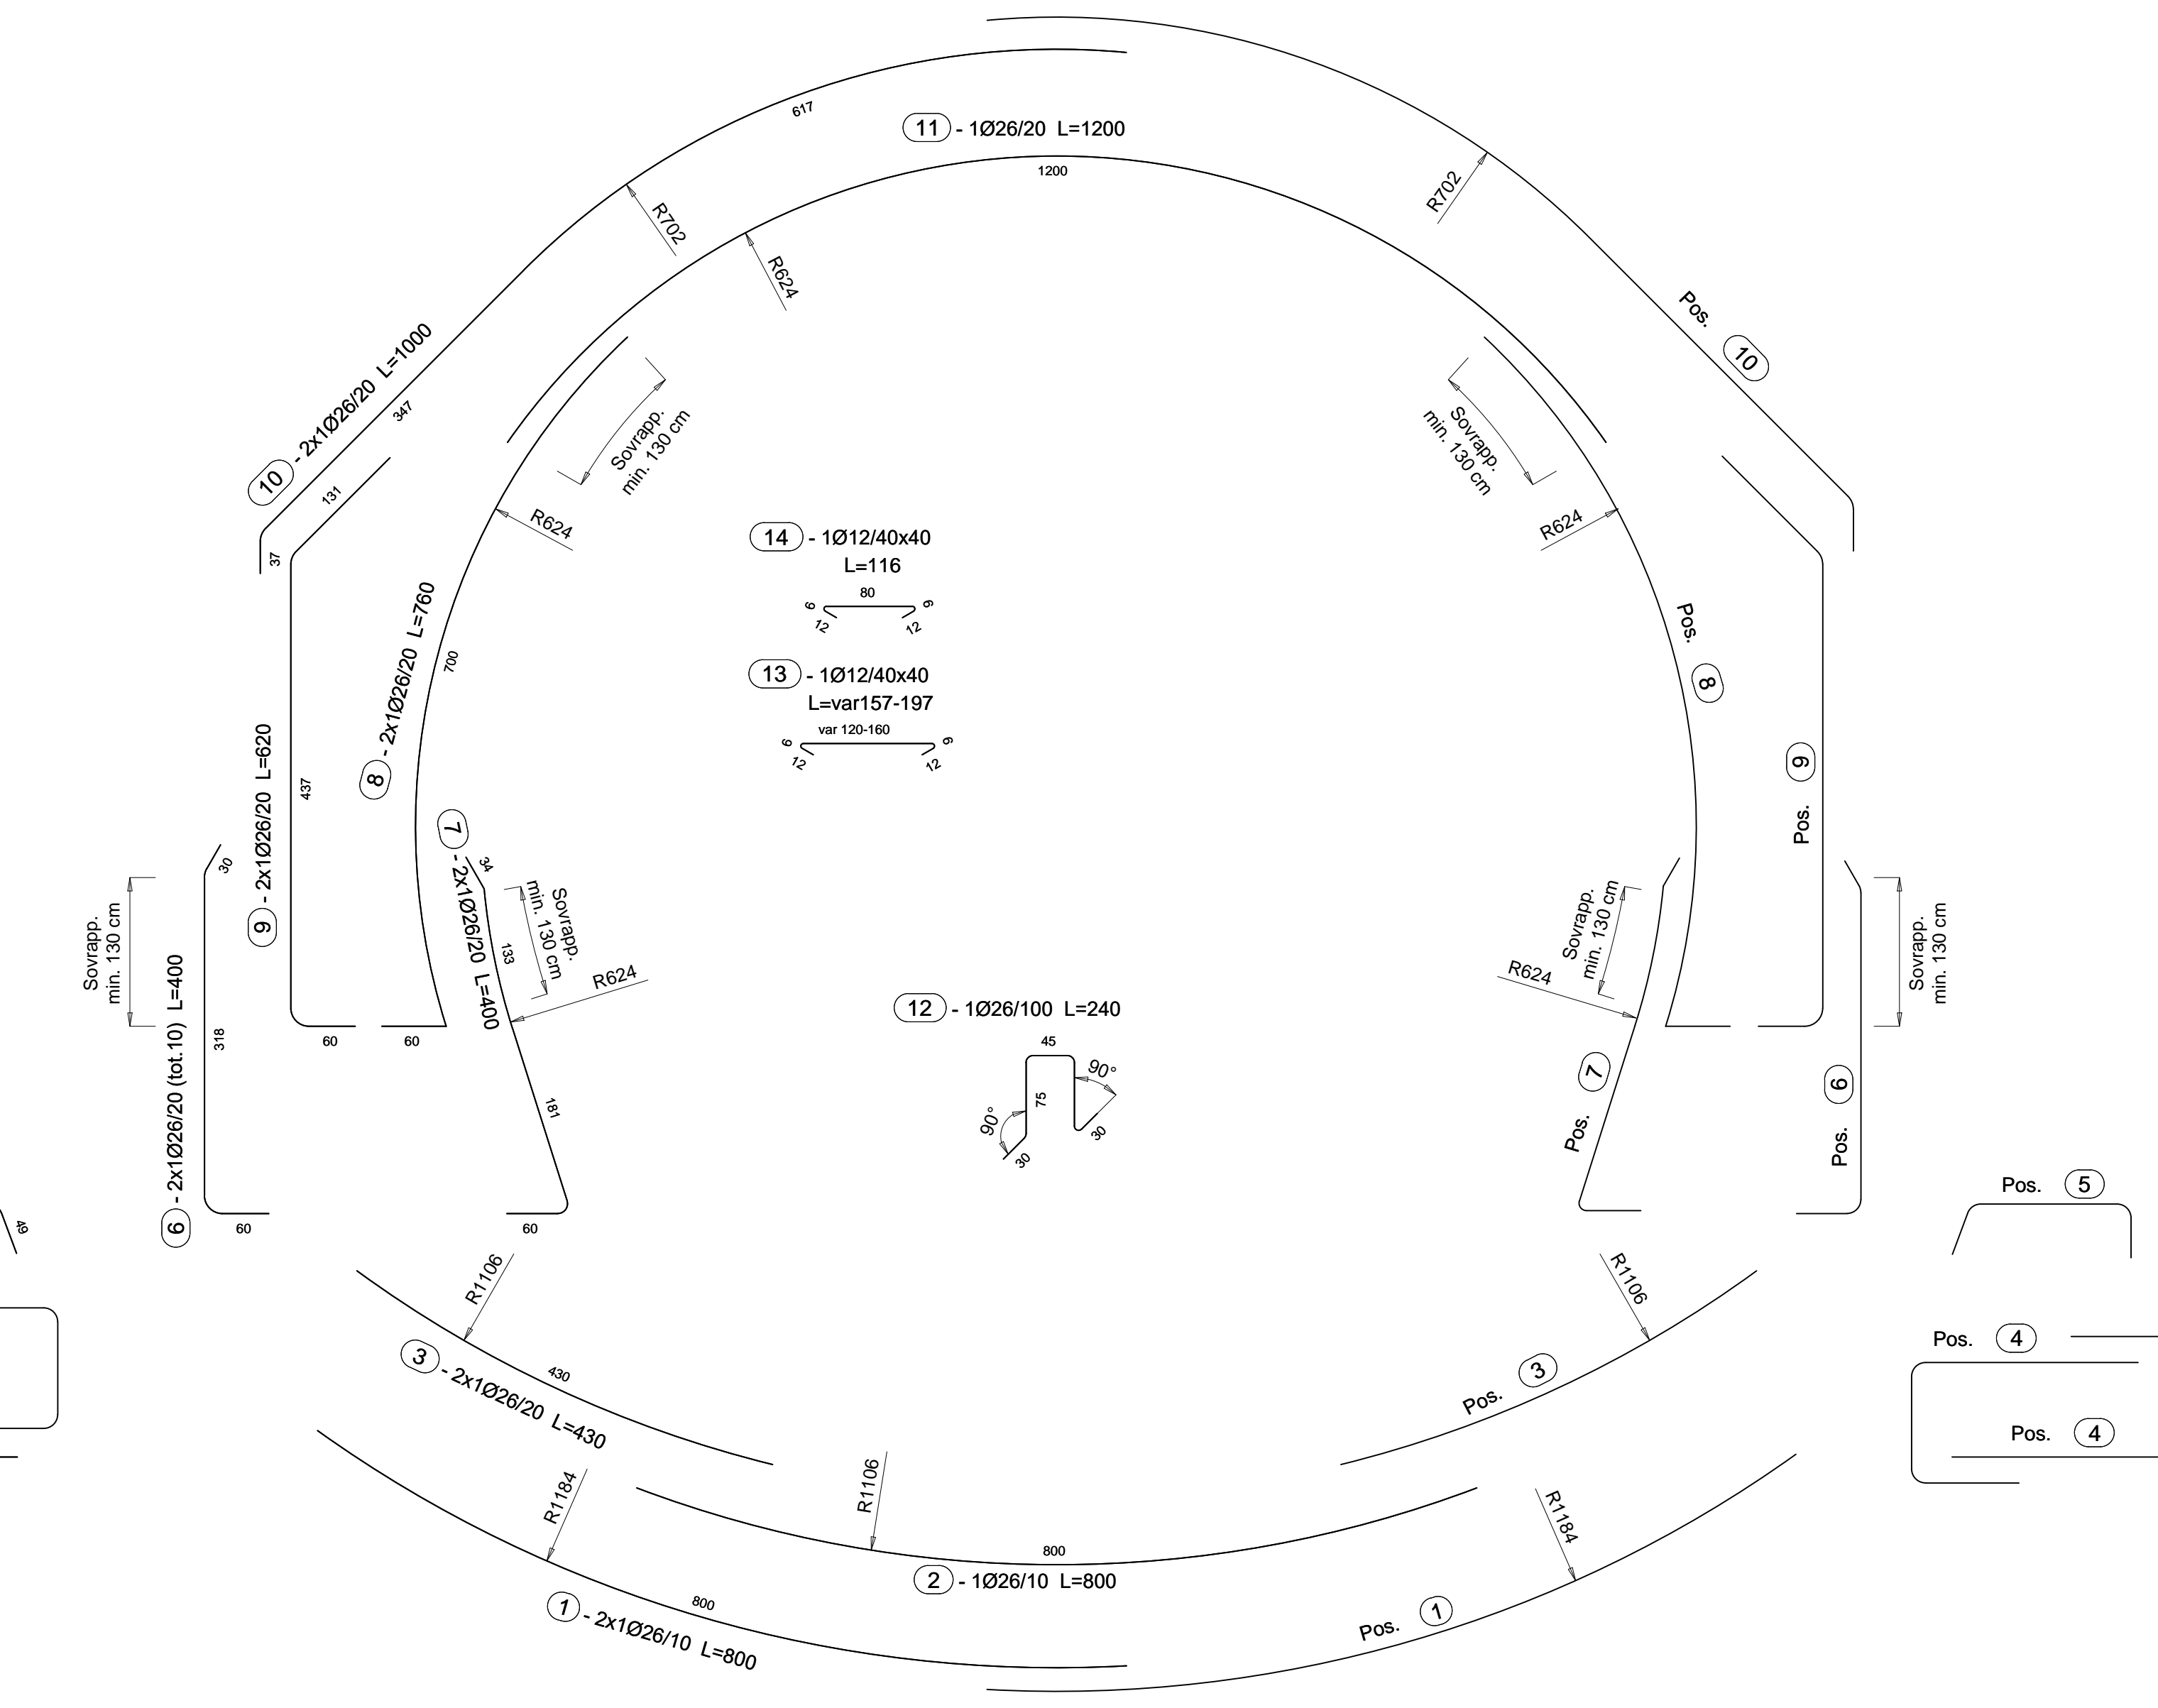 617
11 - 1Ø26/20 L=1200
1200
R702
R702
R624
10 - 2x1Ø26/20 L=1000
347
Pos. 10
131
37
Sovrapp.
min. 130 cm
Sovrapp.
min. 130 cm
R624
R624
14 - 1Ø12/40x40
L=116
80
6
6
12
12
13 - 1Ø12/40x40
L=var157-197
var 120-160
6
6
12
12
8 - 2x1Ø26/20 L=760
700
Pos. 8
9 - 2x1Ø26/20 L=620
437
Pos. 9
7 - 2x1Ø26/20 L=400
34
133
181
60
Sovrapp.
min. 130 cm
R624
Sovrapp.
min. 130 cm
R624
Sovrapp.
min. 130 cm
Sovrapp.
min. 130 cm
30
6 - 2x1Ø26/20 (tot.10) L=400
318
60
60
60
12 - 1Ø26/100 L=240
45
75
90°
90°
30
30
Pos. 7
Pos. 6
49
Pos. 5
Pos. 4
Pos. 4
R1106
R1106
3 - 2x1Ø26/20 L=430
430
Pos. 3
R1184
R1106
R1184
800
2 - 1Ø26/10 L=800
800
1 - 2x1Ø26/10 L=800
Pos. 1